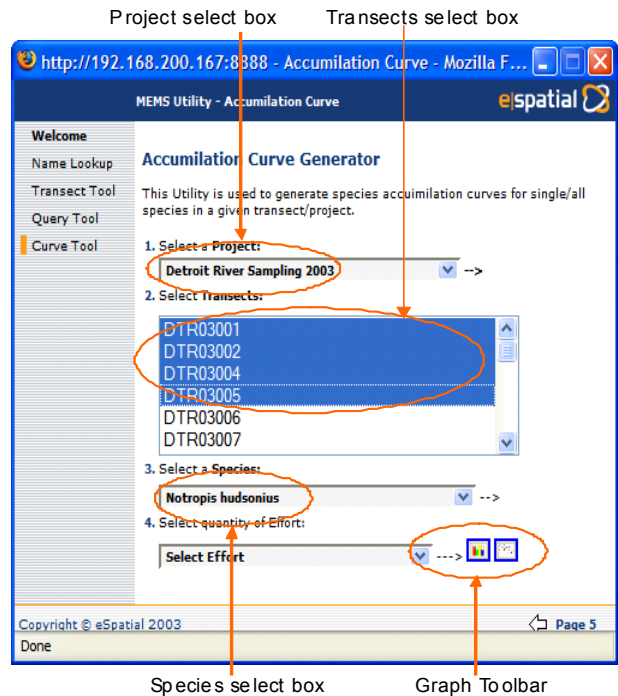 Project select box Transects select box
http://192.168.200.167:8888 - Accumilation Curve - Mozilla F...
MEMS Utility - Accumilation Curve
e|spatial
Welcome
Name Lookup
Transect Tool
Query Tool
Curve Tool
Accumilation Curve Generator
This Utility is used to generate species accuimilation curves for single/all
species in a given transect/project.
1. Select a Project:
Detroit River Sampling 2003 -->
2. Select Transects:
DTR03001
DTR03002
DTR03004
DTR03005
DTR03006
DTR03007
3. Select a Species:
Notropis hudsonius -->
4. Select quantity of Effort:
Select Effort --->
Copyright © eSpatial 2003 Page 5
Done
Species select box Graph Toolbar